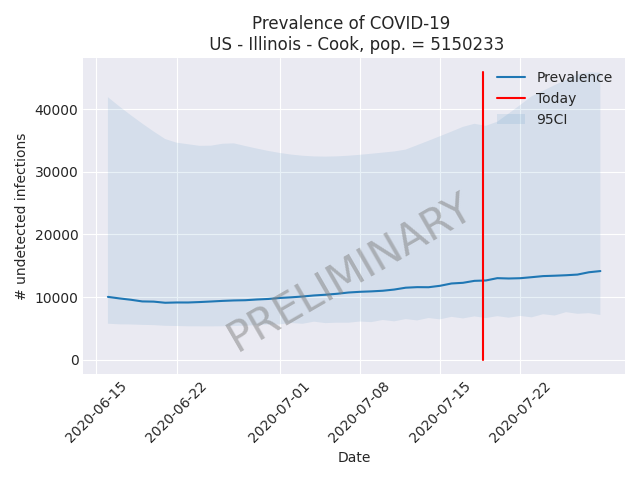 Prevalence of COVID-19
US - Illinois - Cook, pop. = 5150233
Prevalence
Today
95CI
40000
30000
20000
10000
0
# undetected infections
PRELIMINARY
2020-06-15
2020-06-22
2020-07-01
2020-07-08
2020-07-15
2020-07-22
Date